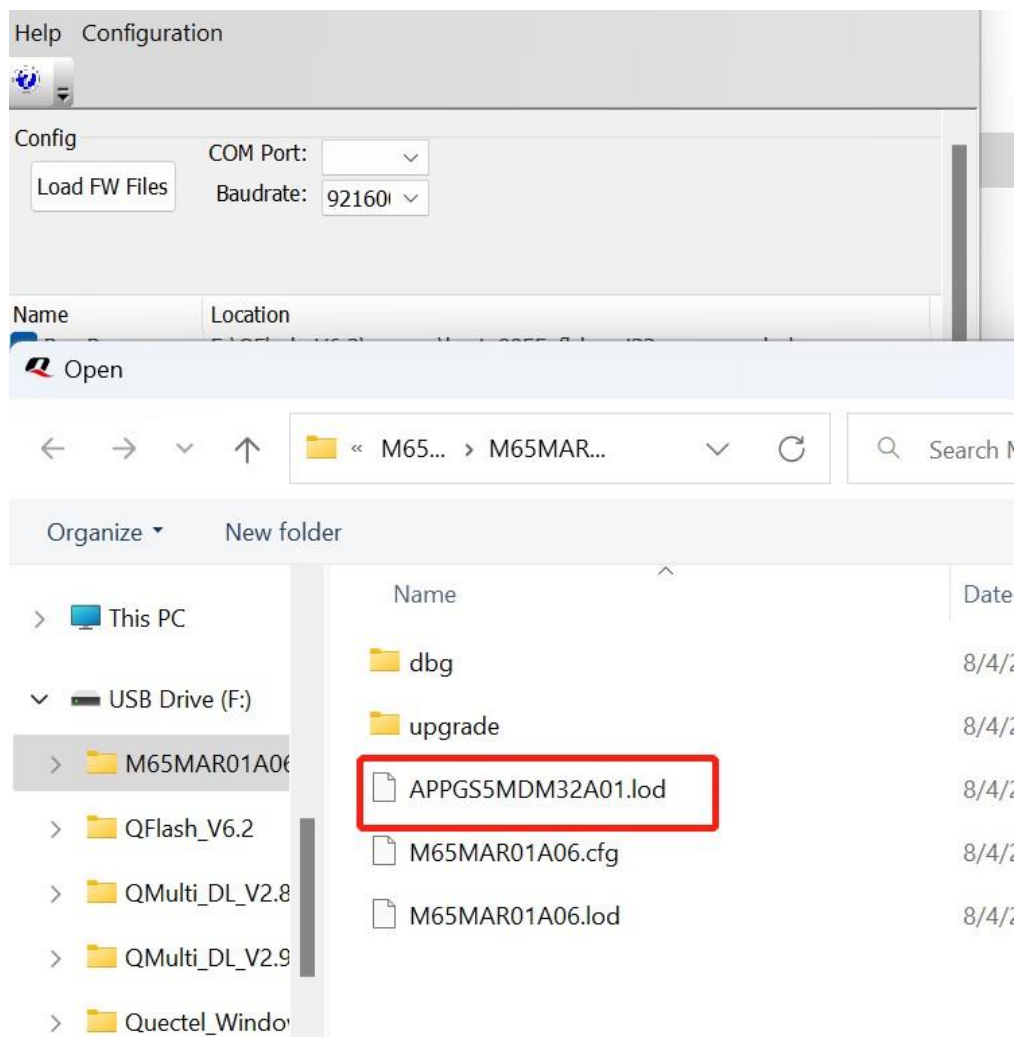 Help Configuration
Config
Load FW Files
COM Port:
Baudrate:
92160
Name Location
Open
« M65... > M65MAR...
Search
Organize New folder
Name Date
This PC
dbg 8/4/2
USB Drive (F:)
upgrade 8/4/2
M65MAR01A06
APPGS5MDM32A01.lod 8/4/2
QFlash_V6.2
M65MAR01A06.cfg 8/4/2
QMulti_DL_V2.8
M65MAR01A06.lod 8/4/2
QMulti_DL_V2.9
Quectel_Windo